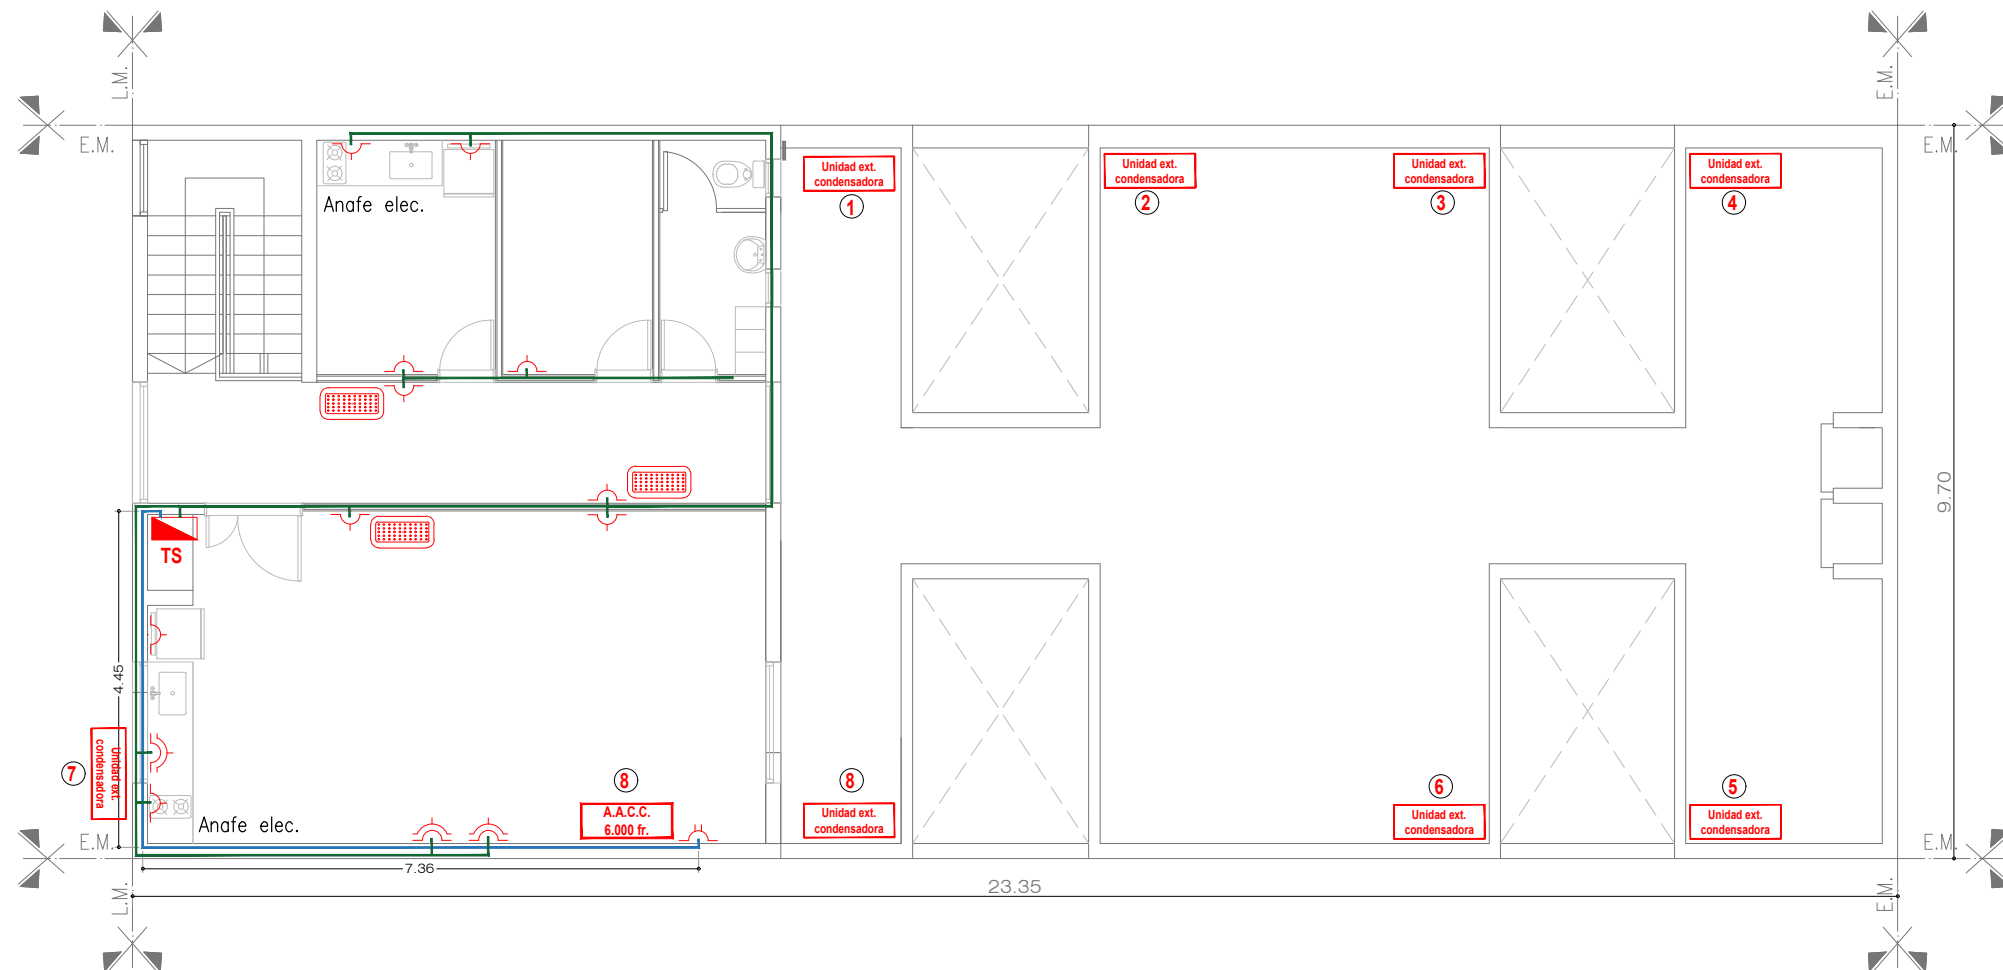 L.M.
E.M.
E.M.
E.M.
Anafe elec.
Unidad ext.
condensadora
1
Unidad ext.
condensadora
2
Unidad ext.
condensadora
3
Unidad ext.
condensadora
4
9.70
TS
4.45
Unidad ext.
condensadora
7
Anafe elec.
8
A.A.C.C.
6.000 fr.
8
Unidad ext.
condensadora
6
Unidad ext.
condensadora
5
Unidad ext.
condensadora
E.M.
E.M.
7.36
23.35
L.M.
E.M.